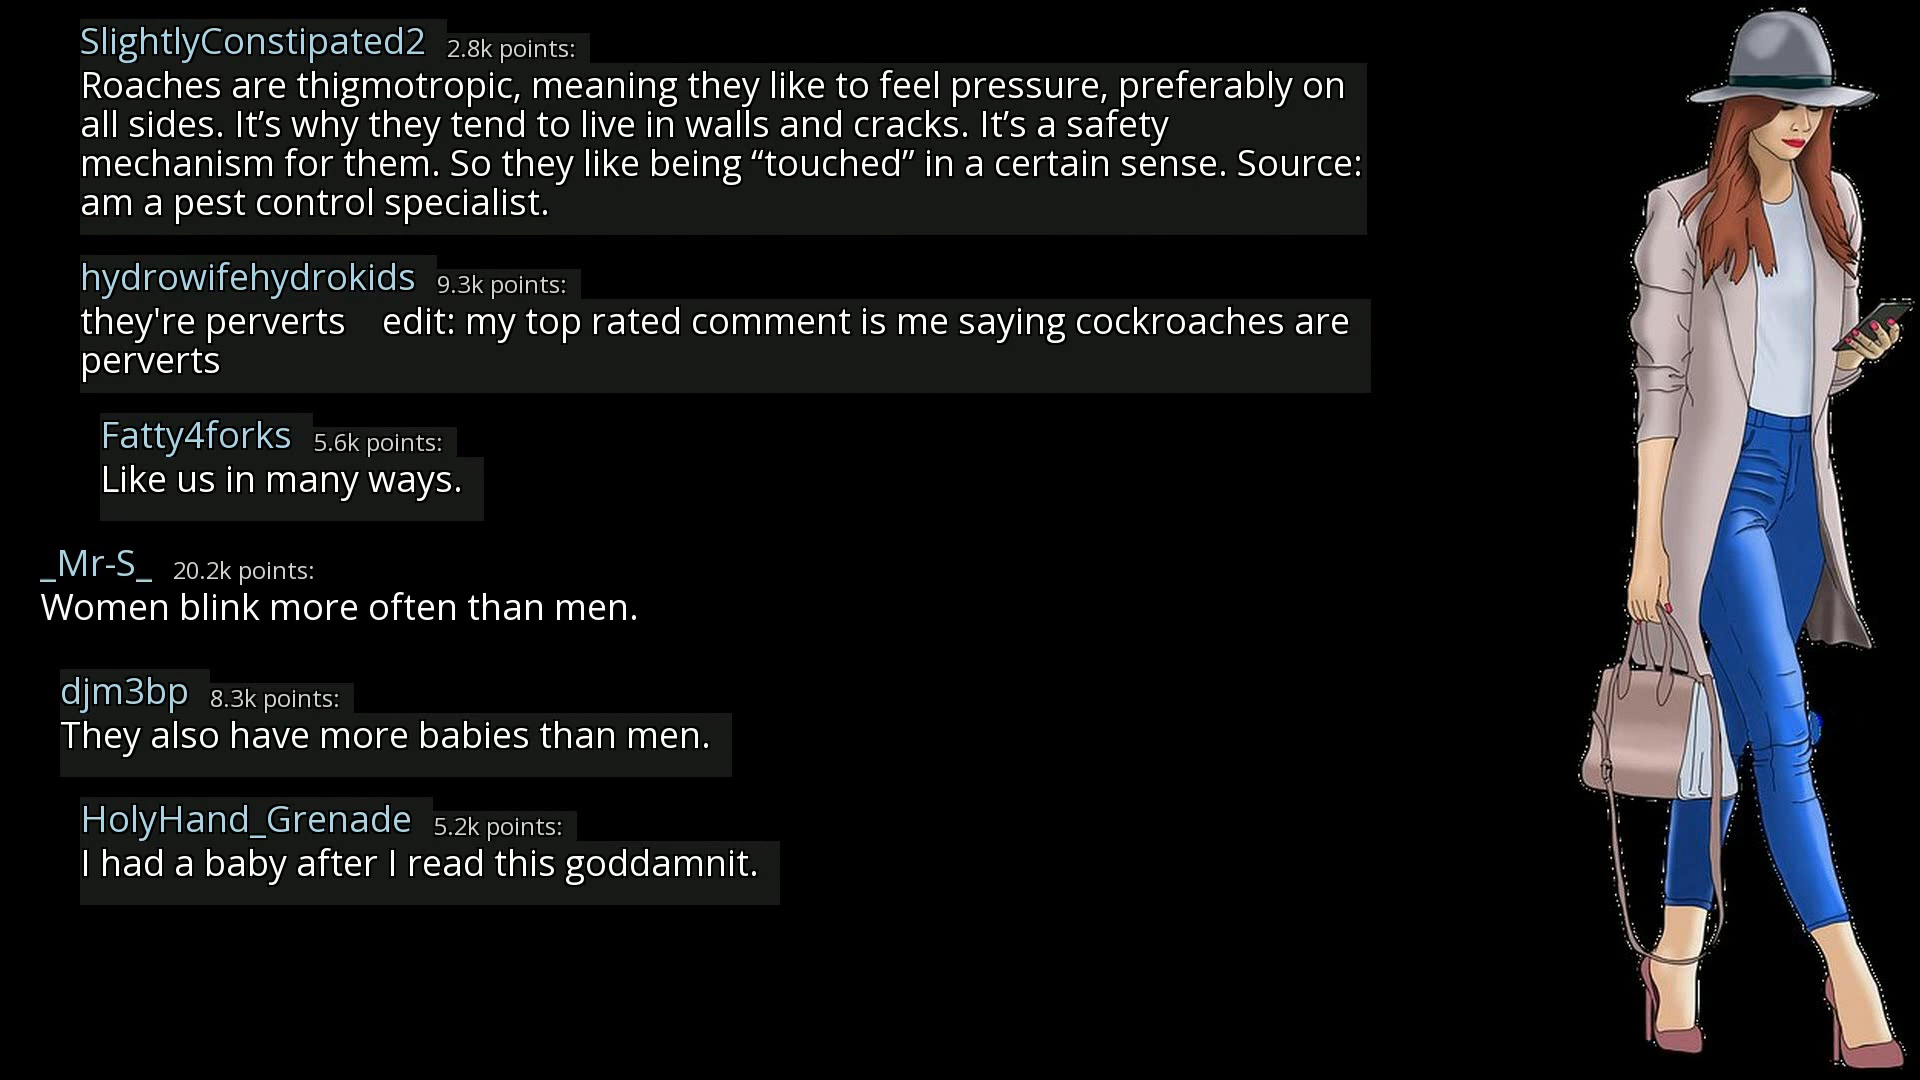 SlightlyConstipated2 2.8k points:
Roaches are thigmotropic, meaning they like to feel pressure, preferably on
all sides. It’s why they tend to live in walls and cracks. It’s a safety
mechanism for them. So they like being “touched” in a certain sense. Source:
am a pest control specialist.
hydrowifehydrokids 9.3k points:
they're perverts    edit: my top rated comment is me saying cockroaches are
perverts
Fatty4forks 5.6k points:
Like us in many ways.
_Mr-S_ 20.2k points:
Women blink more often than men.
djm3bp 8.3k points:
They also have more babies than men.
HolyHand_Grenade 5.2k points:
I had a baby after I read this goddamnit.